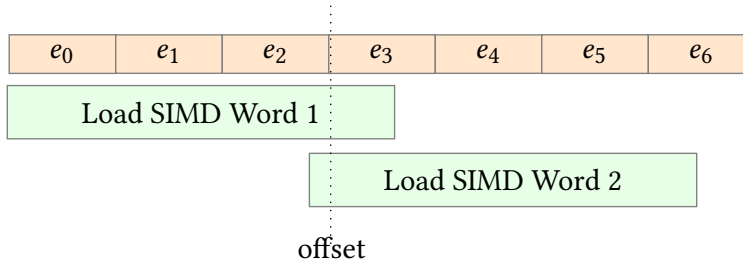 e₀ e₁ e₂ e₃ e₄ e₅ e₆
Load SIMD Word 1
Load SIMD Word 2
offset